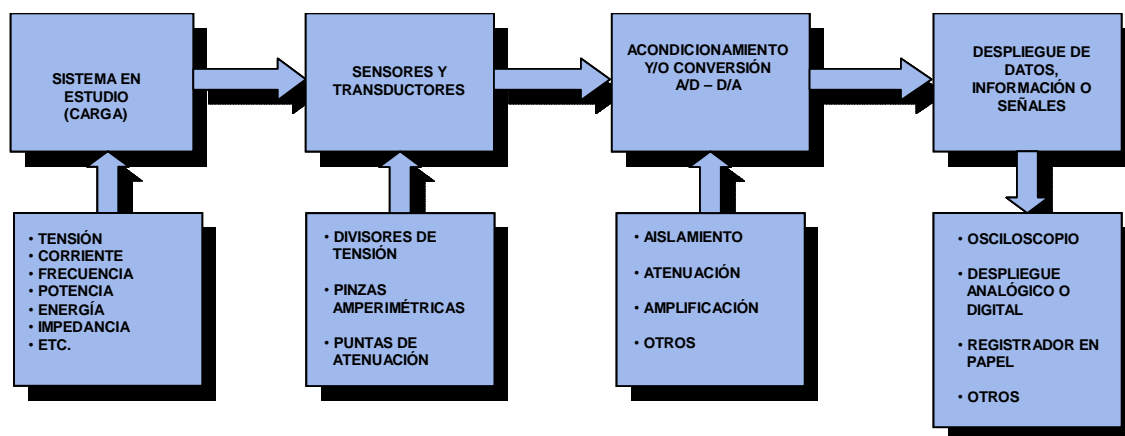 SISTEMA EN
ESTUDIO
(CARGA)
SENSORES Y
TRANSDUCTORES
ACONDICIONAMIENTO
Y/O CONVERSIÓN
A/D – D/A
DESPLIEGUE DE
DATOS,
INFORMACIÓN O
SEÑALES
• TENSIÓN
• CORRIENTE
• FRECUENCIA
• POTENCIA
• ENERGÍA
• IMPEDANCIA
• ETC.
• DIVISORES DE
TENSIÓN
• PINZAS
AMPERIMÉTRICAS
• PUNTAS DE
ATENUACIÓN
• AISLAMIENTO
• ATENUACIÓN
• AMPLIFICACIÓN
• OTROS
• OSCILOSCOPIO
• DESPLIEGUE
ANALÓGICO O
DIGITAL
• REGISTRADOR EN
PAPEL
• OTROS